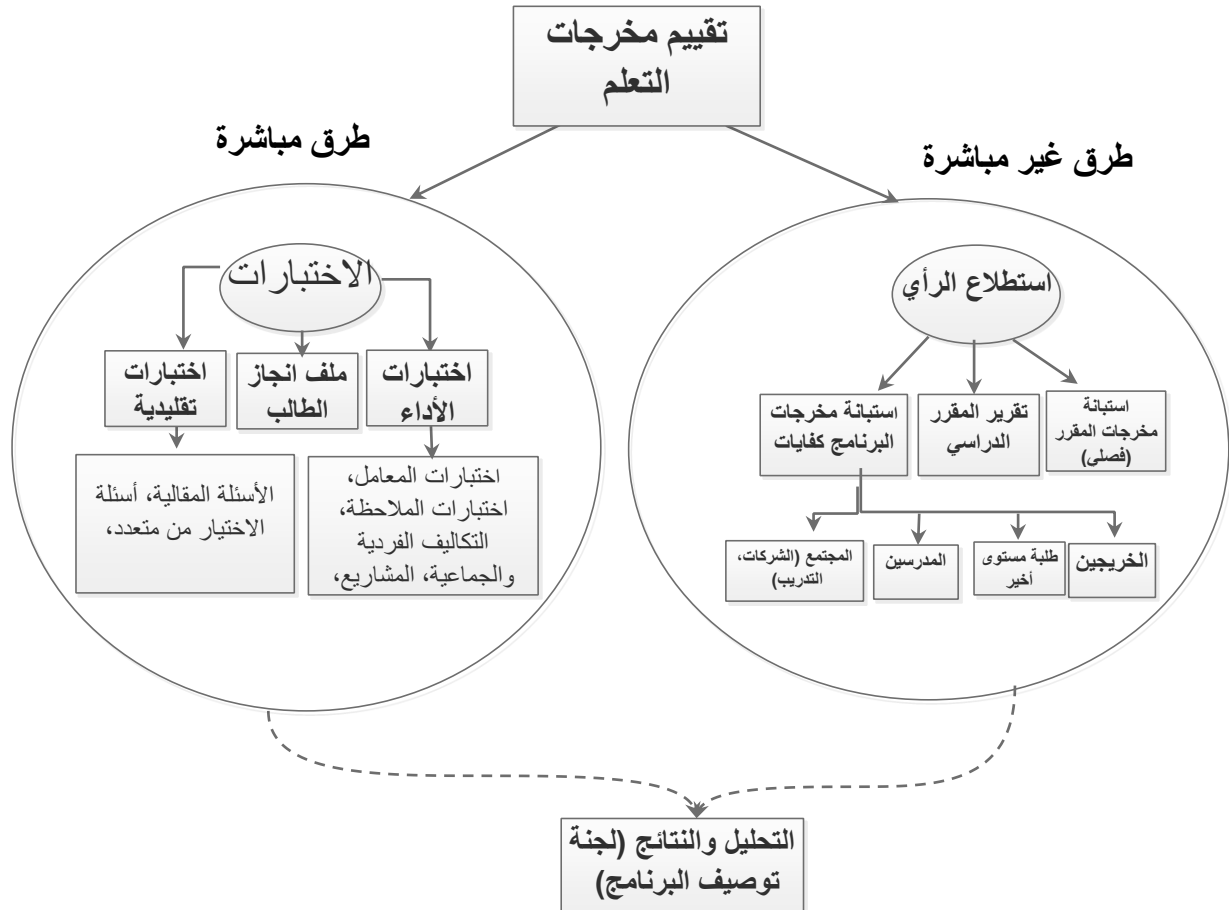 تقييم مخرجات
التعلم
طرق غير مباشرة
طرق مباشرة
استطلاع الرأي
استبانة
مخرجات المقرر
(فصلي)
تقرير المقرر
الدراسي
استبانة مخرجات
البرنامج كفايات
الخريجين
طلبة مستوى
أخير
المدرسين
المجتمع (الشركات،
التدريب)
الاختبارات
اختبارات
الأداء
ملف انجاز
الطالب
اختبارات
تقليدية
اختبارات المعامل،
اختبارات الملاحظة،
التكاليف الفردية
والجماعية، المشاريع،
الأسئلة المقالية، أسئلة
الاختيار من متعدد،
التحليل والنتائج (لجنة
توصيف البرنامج)